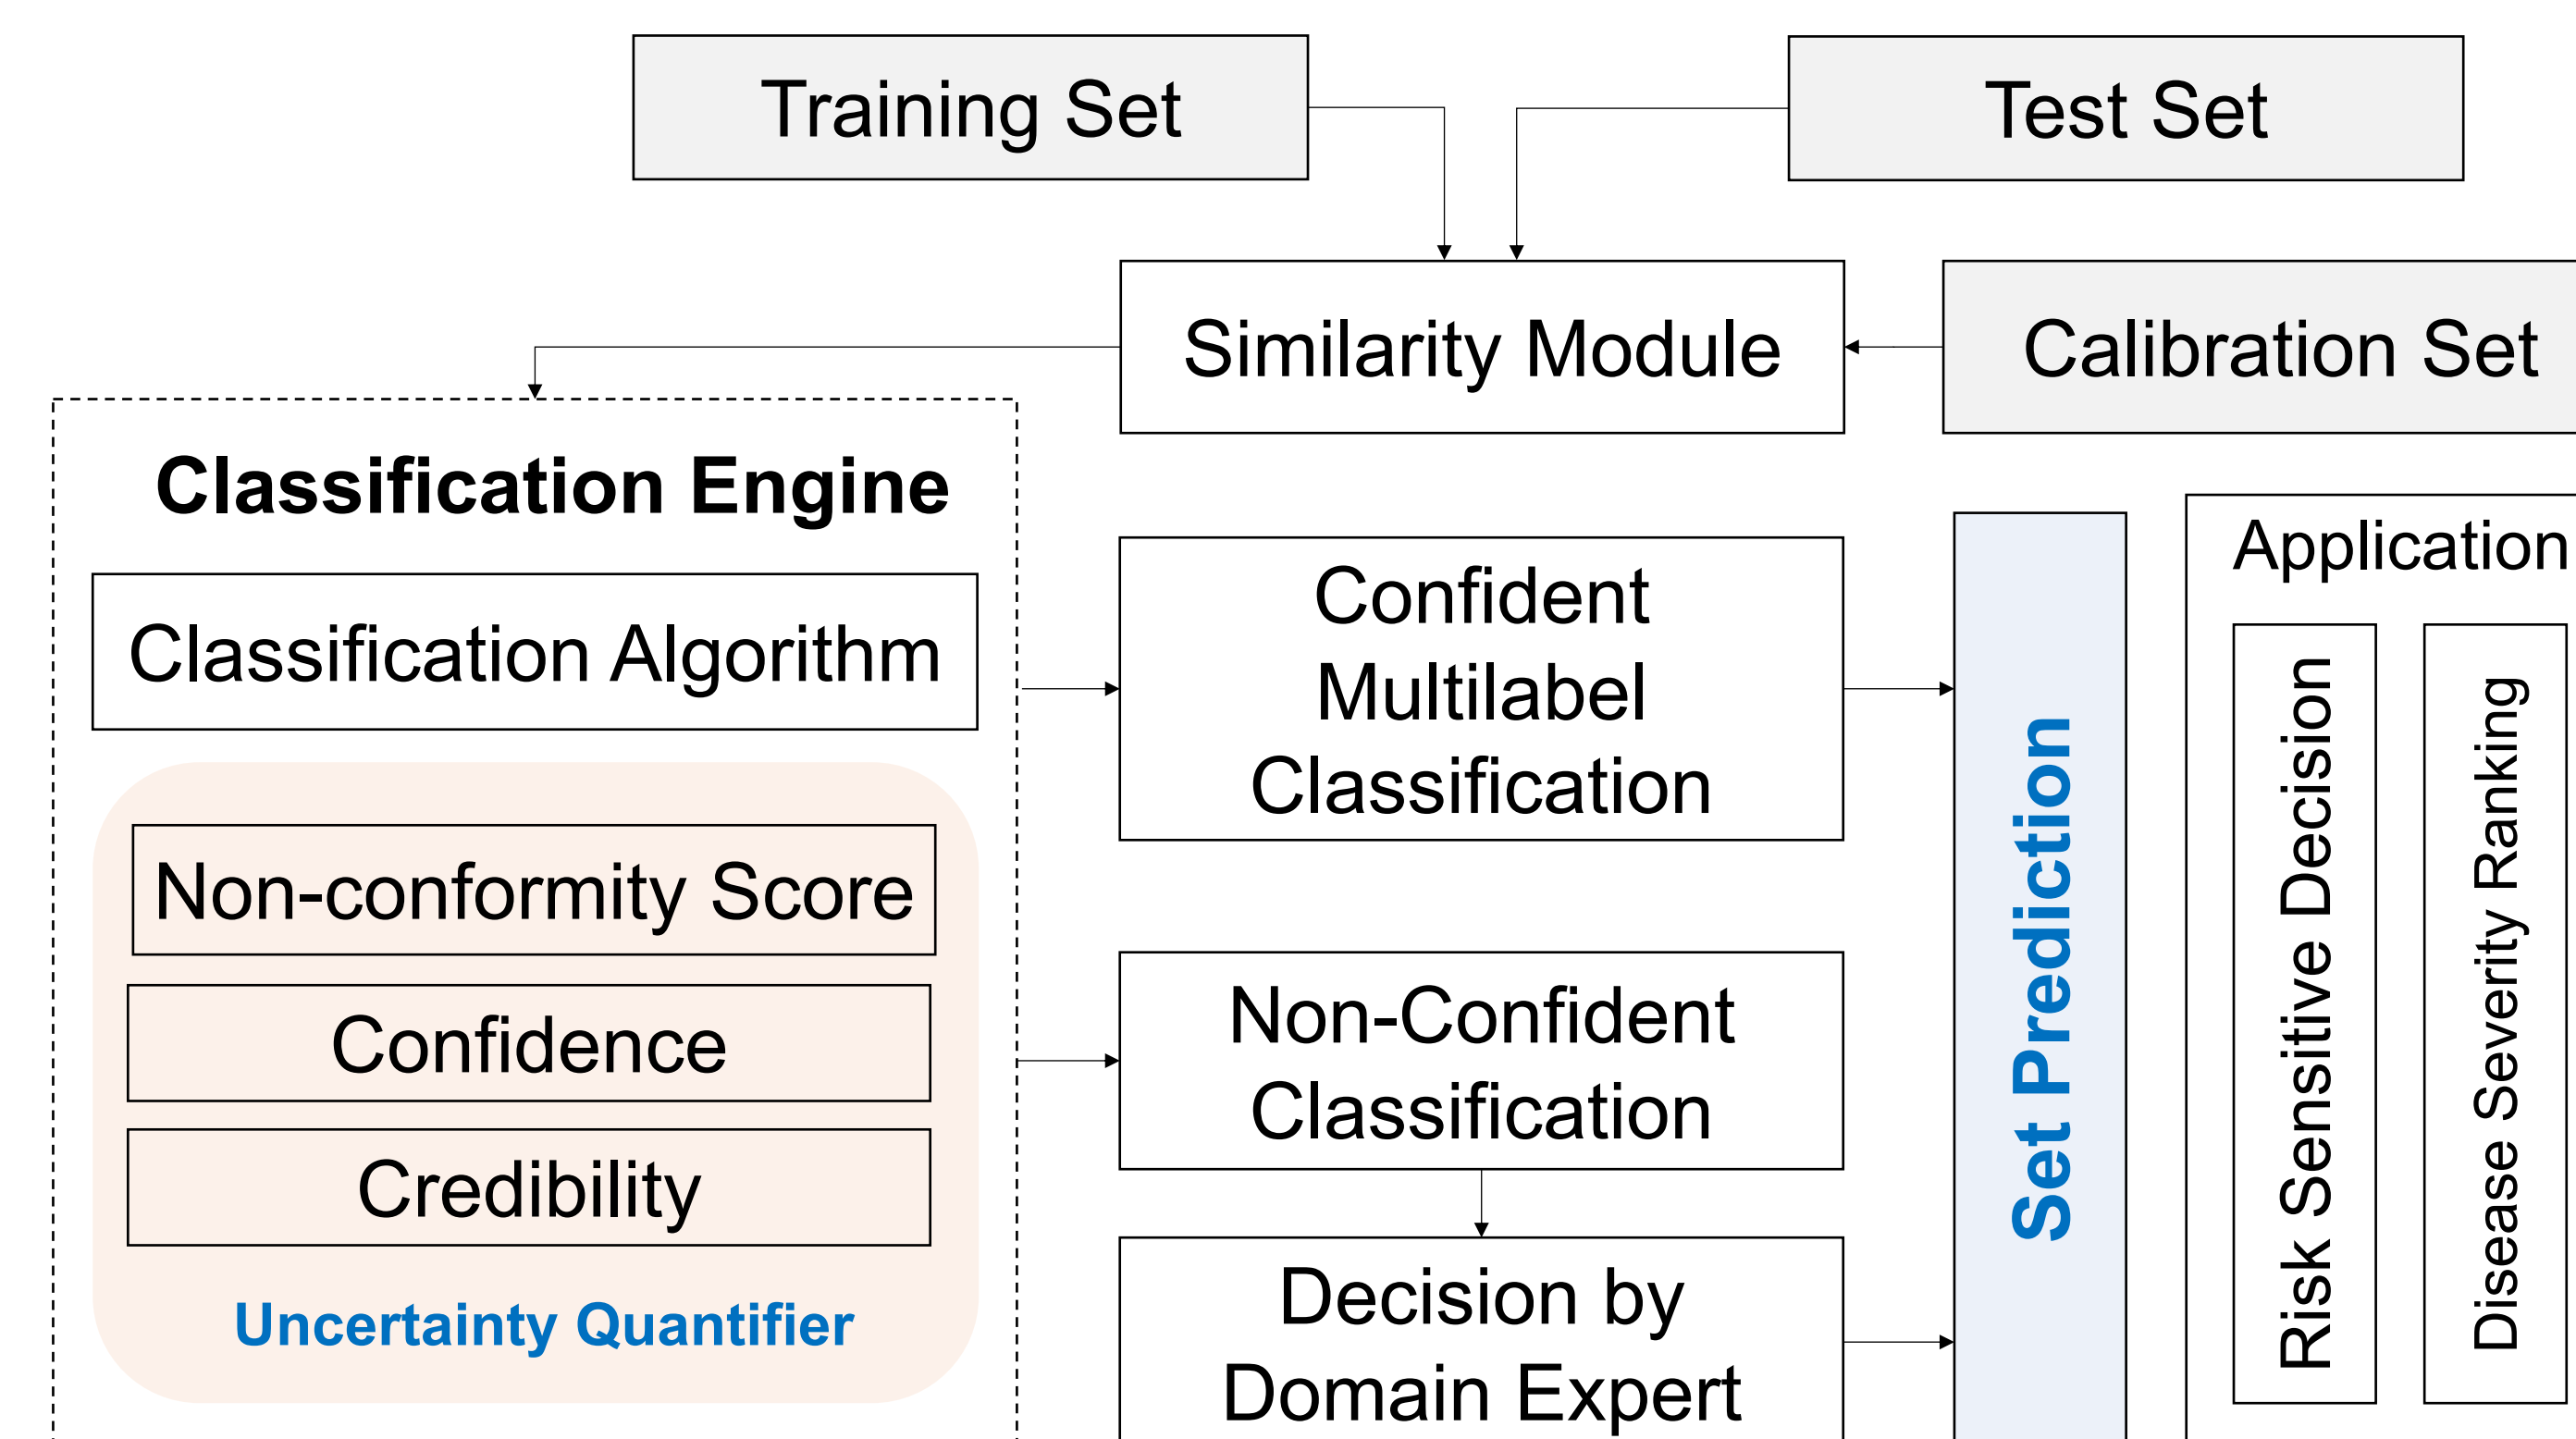 Training Set
Test Set
Similarity Module
Calibration Set
Classification Engine
Classification Algorithm
Non-conformity Score
Confidence
Credibility
Uncertainty Quantifier
Confident
Multilabel
Classification
Non-Confident
Classification
Decision by
Domain Expert
Set Prediction
Application
Risk Sensitive Decision
Disease Severity Ranking